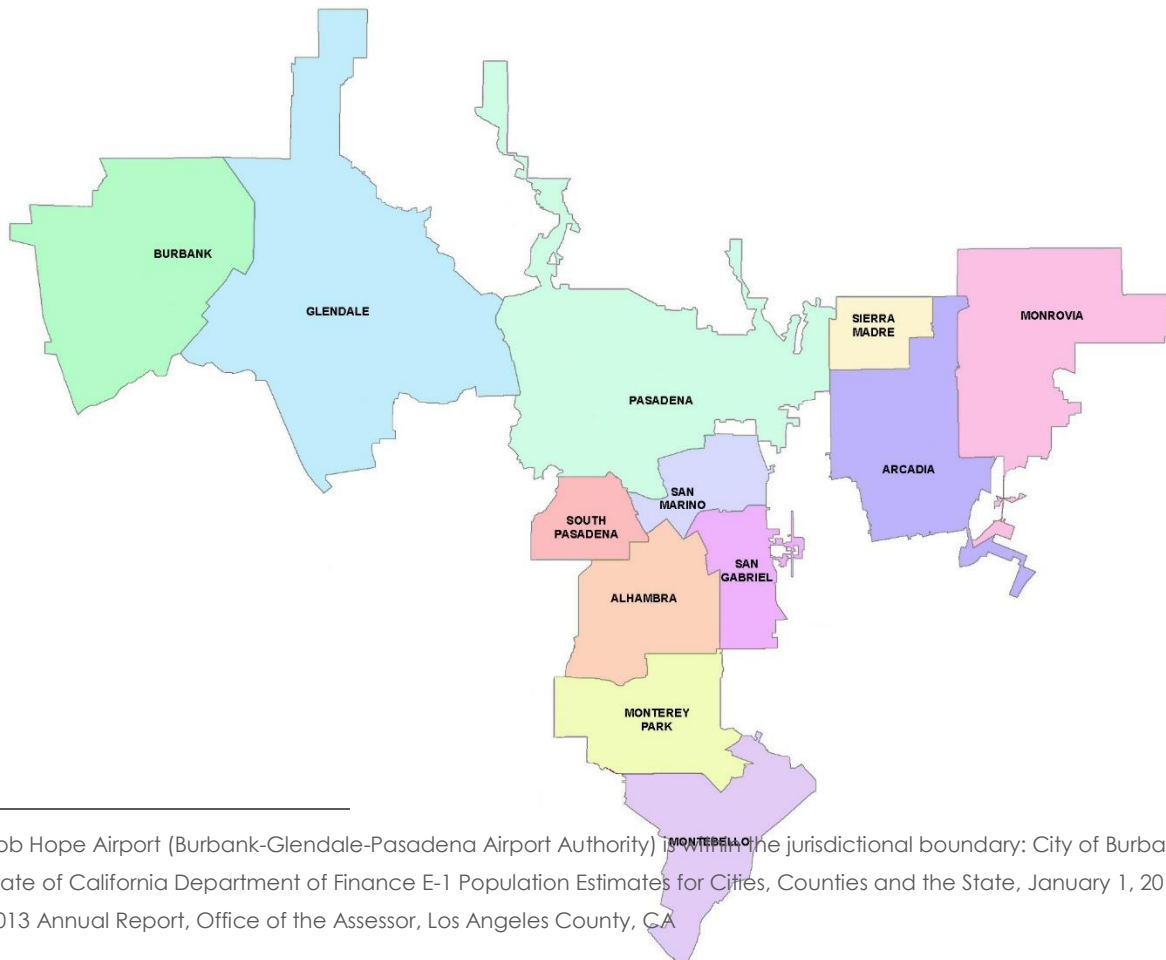 BURBANK
GLENDALE
SIERRA
MADRE
MONROVIA
PASADENA
ARCADIA
SAN
MARINO
SOUTH
PASADENA
SAN
GABRIEL
ALHAMBRA
MONTEREY
PARK
MONTEBELLO
ob Hope Airport (Burbank-Glendale-Pasadena Airport Authority) is within the jurisdictional boundary: City of Burba
ate of California Department of Finance E-1 Population Estimates for Cities, Counties and the State, January 1, 20
013 Annual Report, Office of the Assessor, Los Angeles County, CA